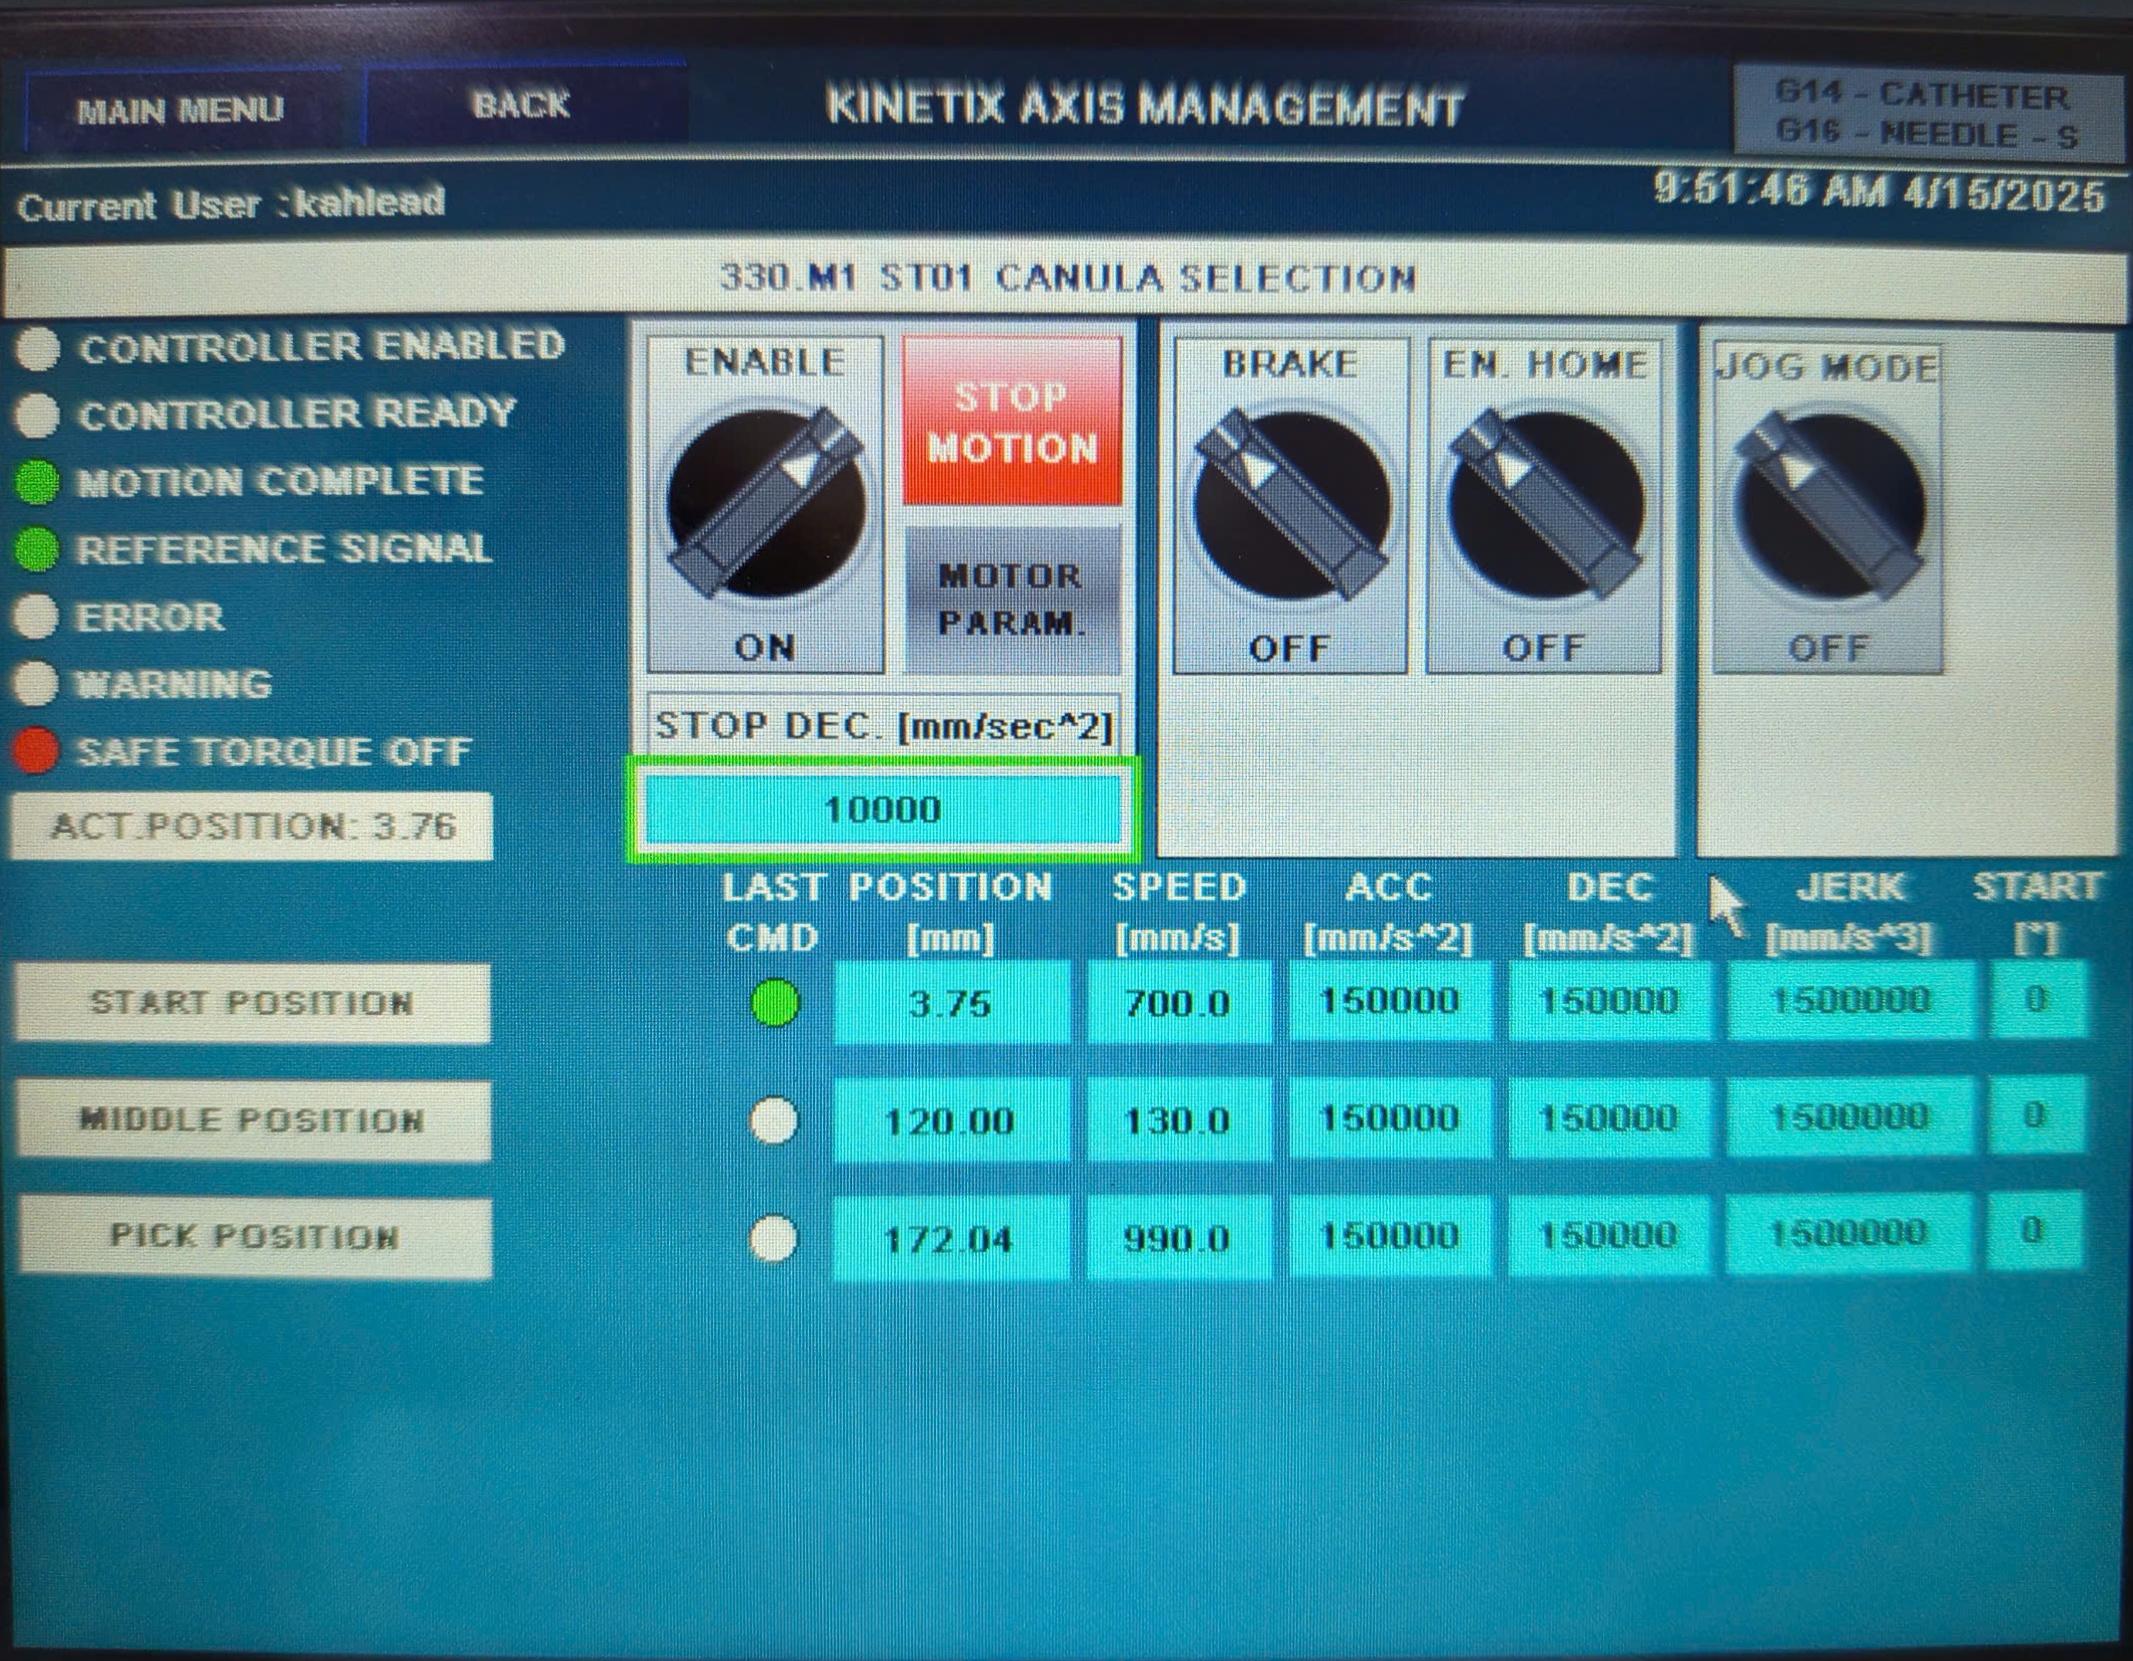 MAIN MENU
BACK
KINETIX AXIS MANAGEMENT
G14 - CATHETER
G16 - NEEDLE - S
Current User :kahlead
9:51:46 AM 4/15/2025
330.M1 ST01 CANULA SELECTION
CONTROLLER ENABLED
CONTROLLER READY
MOTION COMPLETE
REFERENCE SIGNAL
ERROR
WARNING
SAFE TORQUE OFF
ACT.POSITION: 3.76
ENABLE
ON
STOP
MOTION
MOTOR
PARAM.
STOP DEC. [mm/sec^2]
10000
BRAKE
OFF
EN. HOME
OFF
JOG MODE
OFF
LAST POSITION SPEED ACC DEC JERK START
CMD [mm] [mm/s] [mm/s^2] [mm/s^2] [mm/s^3] [°]
START POSITION 3.75 700.0 150000 150000 1500000 0
MIDDLE POSITION 120.00 130.0 150000 150000 1500000 0
PICK POSITION 172.04 990.0 150000 150000 1500000 0